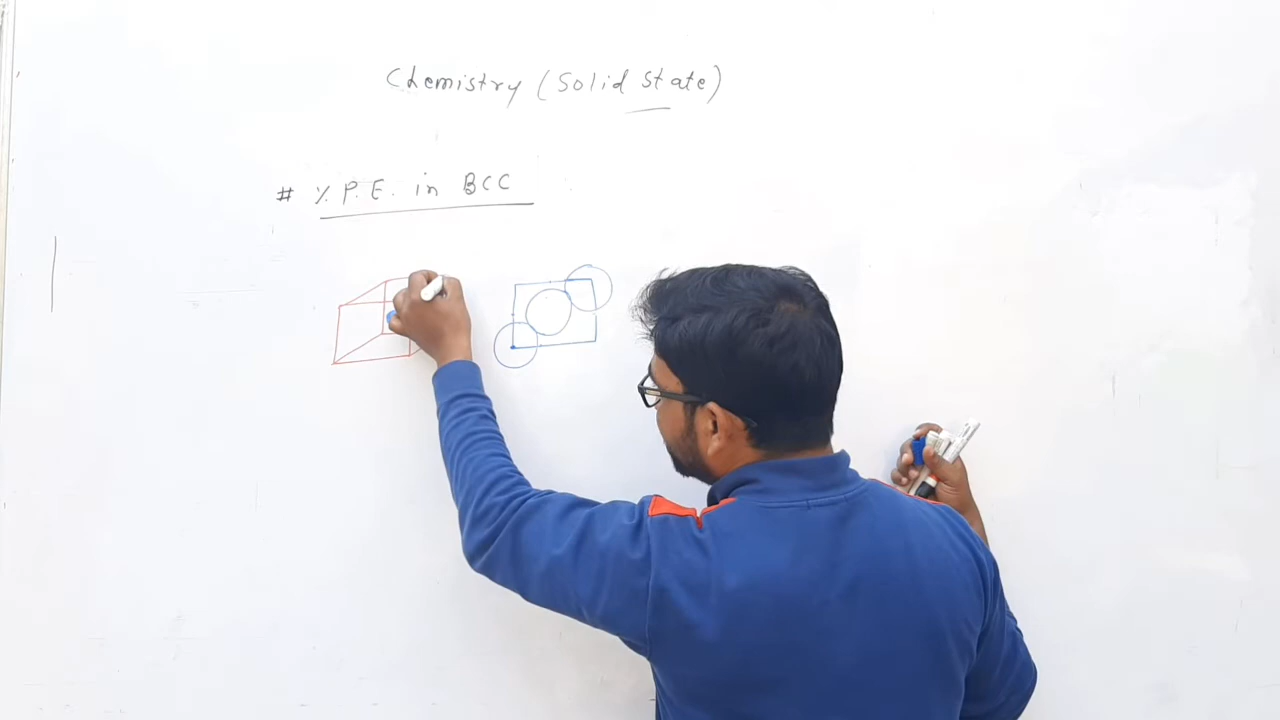 Chemistry (Solid State)
# % P.E. in BCC